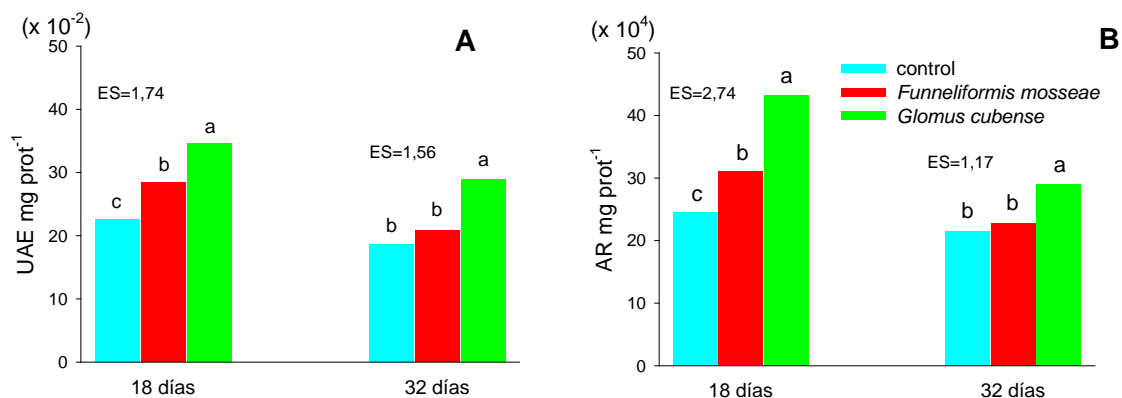 (x 10⁻²)
A
50
40
30
20
10
0
UAE mg prot⁻¹
ES=1,74
c
b
a
ES=1,56
b
b
a
18 días
32 días
(x 10⁴)
B
50
40
30
20
10
0
AR mg prot⁻¹
control
Funneliformis mosseae
Glomus cubense
ES=2,74
c
b
a
ES=1,17
b
b
a
18 días
32 días